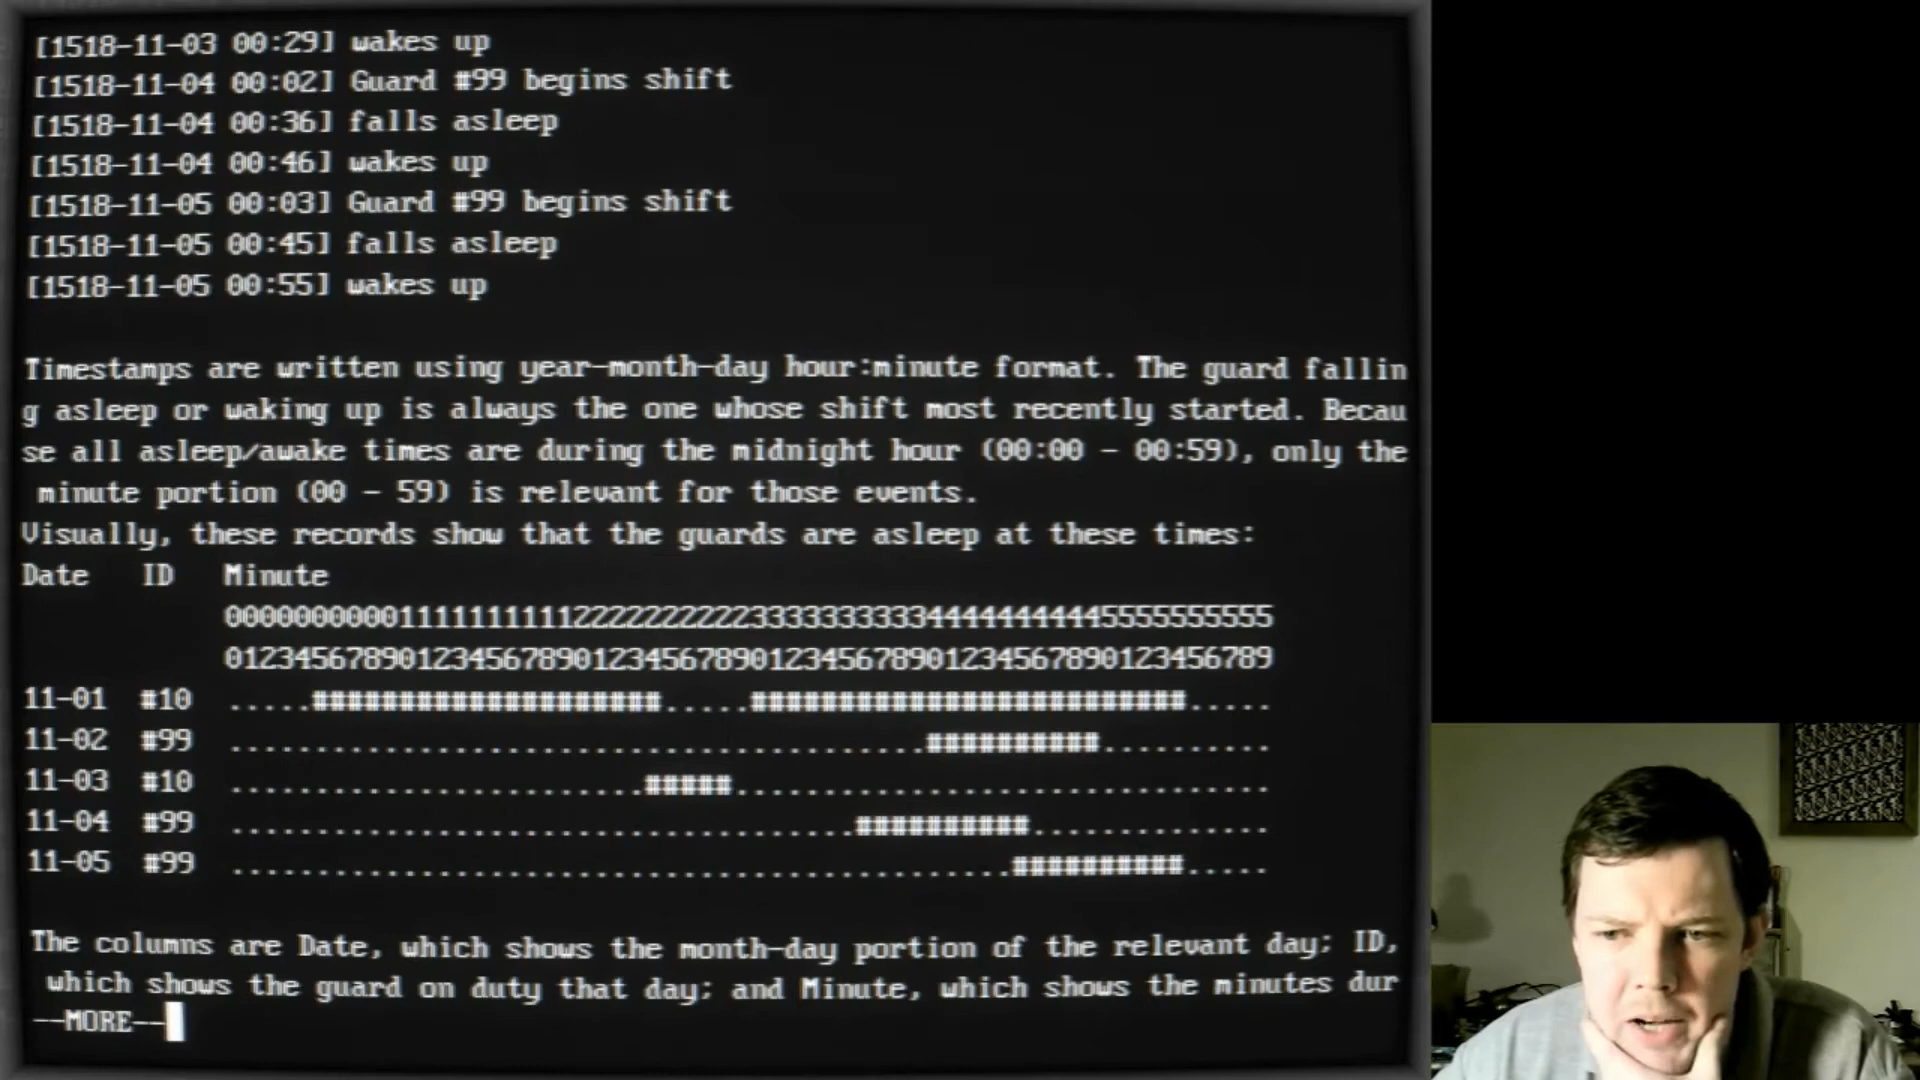 [1518-11-03 00:29] wakes up
[1518-11-04 00:02] Guard #99 begins shift
[1518-11-04 00:36] falls asleep
[1518-11-04 00:46] wakes up
[1518-11-05 00:03] Guard #99 begins shift
[1518-11-05 00:45] falls asleep
[1518-11-05 00:55] wakes up
Timestamps are written using year-month-day hour:minute format. The guard fallin
g asleep or waking up is always the one whose shift most recently started. Becau
se all asleep/awake times are during the midnight hour (00:00 - 00:59), only the
 minute portion (00 - 59) is relevant for those events.
Visually, these records show that the guards are asleep at these times:
Date   ID   Minute
            000000000011111111112222222222333333333344444444445555555555
            012345678901234567890123456789012345678901234567890123456789
11-01  #10  .....####################.....#########################.....
11-02  #99  ........................................##########..........
11-03  #10  ........................#####...............................
11-04  #99  ....................................##########..............
11-05  #99  .............................................##########.....
The columns are Date, which shows the month-day portion of the relevant day; ID,
 which shows the guard on duty that day; and Minute, which shows the minutes dur
--MORE--